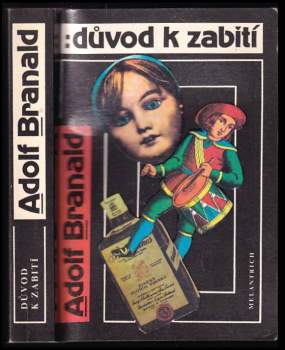 Adolf Branald
DŮVOD
K ZABITÍ
:důvod k zabití
Adolf Branald
MELANTRICH